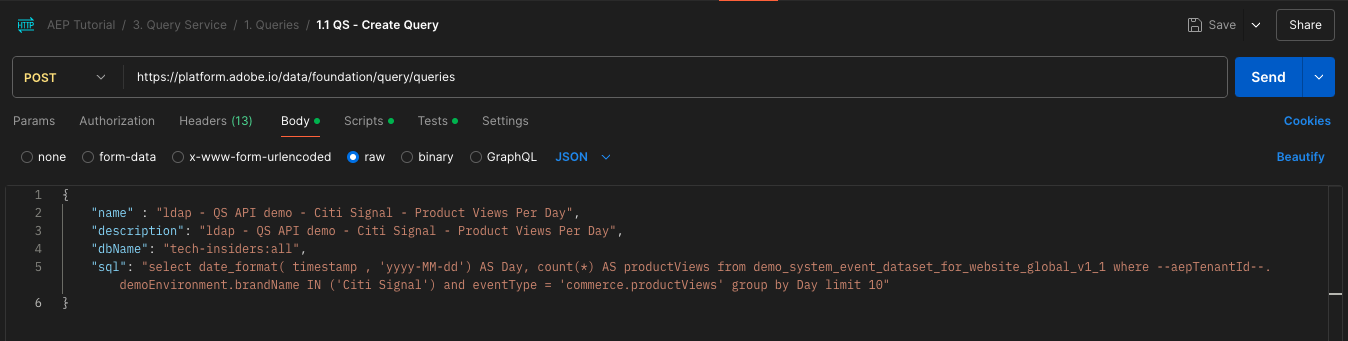 HTTP AEP Tutorial / 3. Query Service / 1. Queries / 1.1 QS - Create Query Save Share
POST https://platform.adobe.io/data/foundation/query/queries Send
Params Authorization Headers (13) Body Scripts Tests Settings Cookies
none form-data x-www-form-urlencoded raw binary GraphQL JSON Beautify
1 {
2 "name" : "ldap - QS API demo - Citi Signal - Product Views Per Day",
3 "description": "ldap - QS API demo - Citi Signal - Product Views Per Day",
4 "dbName": "tech-insiders:all",
5 "sql": "select date_format( timestamp , 'yyyy-MM-dd') AS Day, count(*) AS productViews from demo_system_event_dataset_for_website_global_v1_1 where --aepTenantId--.
demoEnvironment.brandName IN ('Citi Signal') and eventType = 'commerce.productViews' group by Day limit 10"
6 }